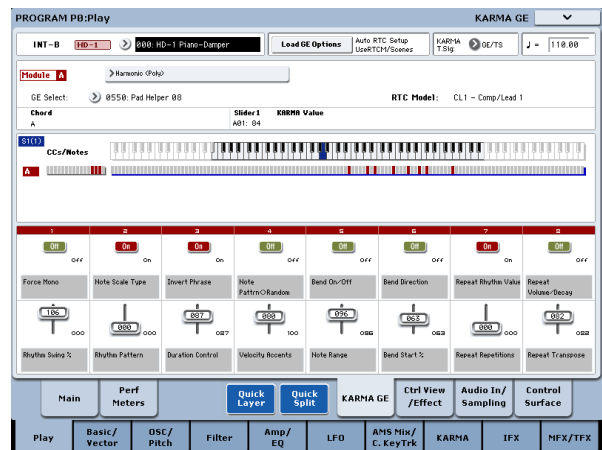 PROGRAM P0:Play KARMA GE
INT-B HD-1 000: HD-1 Piano-Damper Load GE Options Auto RTC Setup UseRTCM/Scenes KARMA T.Sig: GE/TS ♩= 110.00
Module A Harmonic (Poly)
GE Select: 0550: Pad Helper 08 RTC Model: CL1 - Comp/Lead 1
Chord Slider1 KARMA Value
A A01: 84
S1(1)
CCs/Notes
A
1 2 3 4 5 6 7 8
Off On On Off Off Off On Off
Off On On Off Off Off On Off
Force Mono Note Scale Type Invert Phrase Note Pattrn<>Random Bend On/Off Bend Direction Repeat Rhythm Value Repeat Volume/Decay
106 000 087 080 096 063 000 082
000 000 087 100 086 063 000 082
Rhythm Swing % Rhythm Pattern Duration Control Velocity Accents Note Range Bend Start % Repeat Repetitions Repeat Transpose
Main Perf Meters Quick Layer Quick Split KARMA GE Ctrl View /Effect Audio In/ Sampling Control Surface
Play Basic/ Vector OSC/ Pitch Filter Amp/ EQ LFO AMS Mix/ C. KeyTrk KARMA IFX MFX/TFX